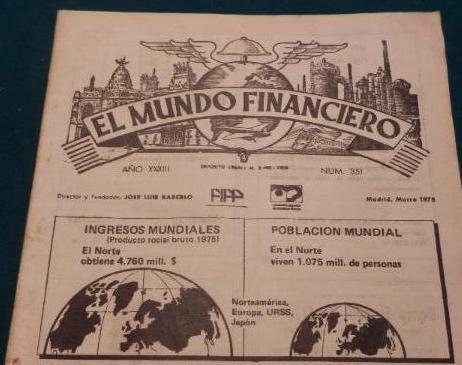 EL MUNDO FINANCIERO
AÑO XXXIII
DEPOSITO LEGAL: M.
NUM. 351
Director y Fundador: JOSE LUIS BARCELO
FIPP
Madrid, Marzo 1978
INGRESOS MUNDIALES
(Producto social bruto 1975)
El Norte
obtiene 4.760 mill. $
Norteamérica,
Europa, URSS,
Japón
POBLACION MUNDIAL
En el Norte
viven 1.075 mill. de personas